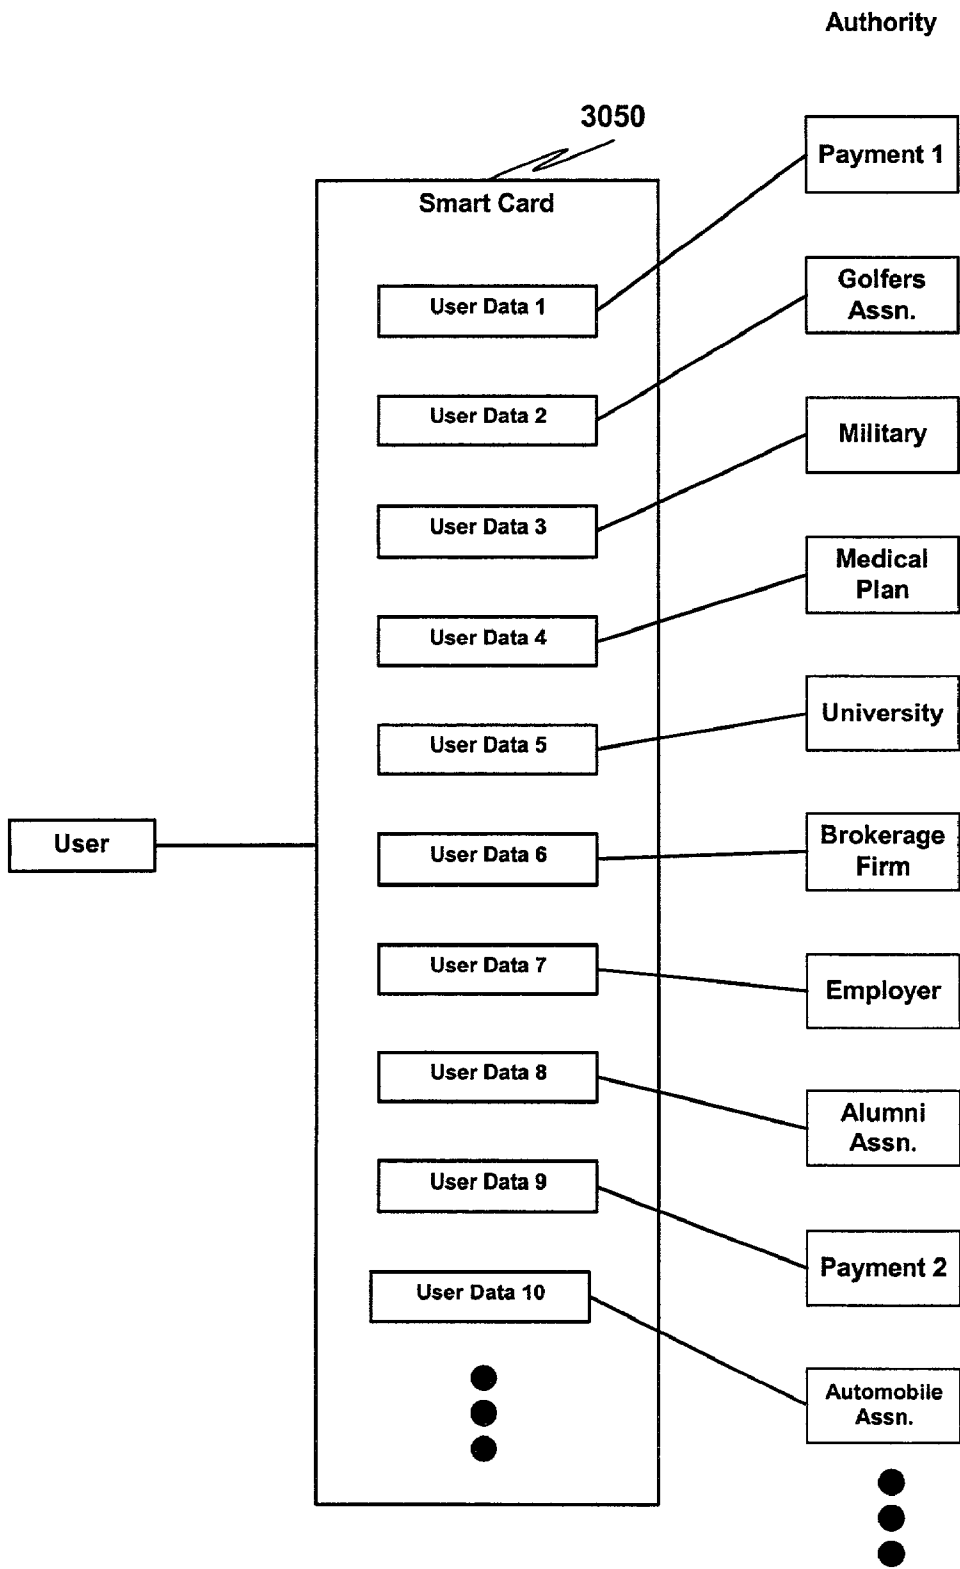 Authority
3050
Payment 1
Smart Card
Golfers
Assn.
User Data 1
User Data 2
Military
User Data 3
Medical
Plan
User Data 4
University
User Data 5
User
User Data 6
Brokerage
Firm
User Data 7
Employer
User Data 8
Alumni
Assn.
User Data 9
Payment 2
User Data 10
Automobile
Assn.